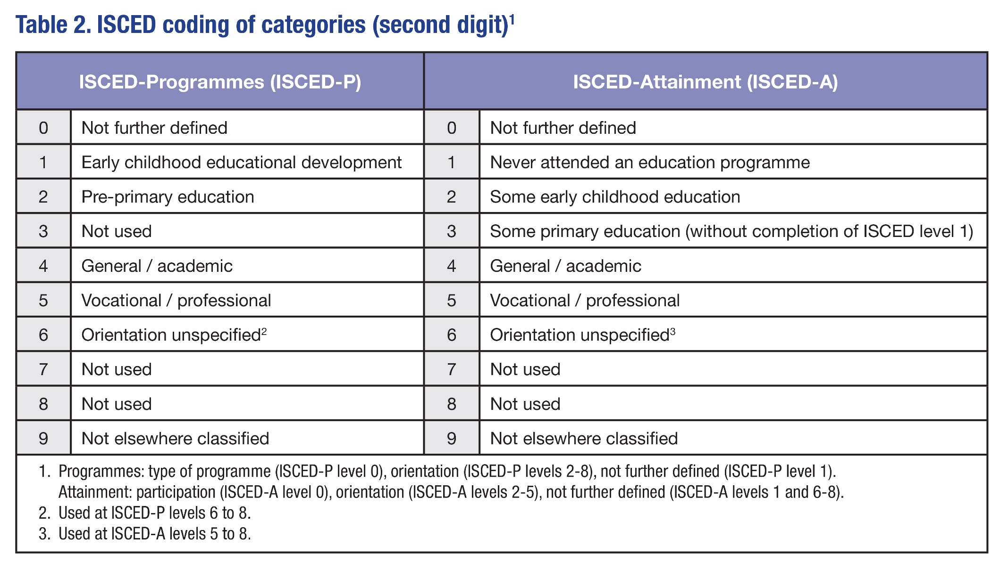 Table 2. ISCED coding of categories (second digit)¹
ISCED-Programmes (ISCED-P) ISCED-Attainment (ISCED-A)
0 Not further defined 0 Not further defined
1 Early childhood educational development 1 Never attended an education programme
2 Pre-primary education 2 Some early childhood education
3 Not used 3 Some primary education (without completion of ISCED level 1)
4 General / academic 4 General / academic
5 Vocational / professional 5 Vocational / professional
6 Orientation unspecified² 6 Orientation unspecified³
7 Not used 7 Not used
8 Not used 8 Not used
9 Not elsewhere classified 9 Not elsewhere classified
1. Programmes: type of programme (ISCED-P level 0), orientation (ISCED-P levels 2-8), not further defined (ISCED-P level 1).
Attainment: participation (ISCED-A level 0), orientation (ISCED-A levels 2-5), not further defined (ISCED-A levels 1 and 6-8).
2. Used at ISCED-P levels 6 to 8.
3. Used at ISCED-A levels 5 to 8.